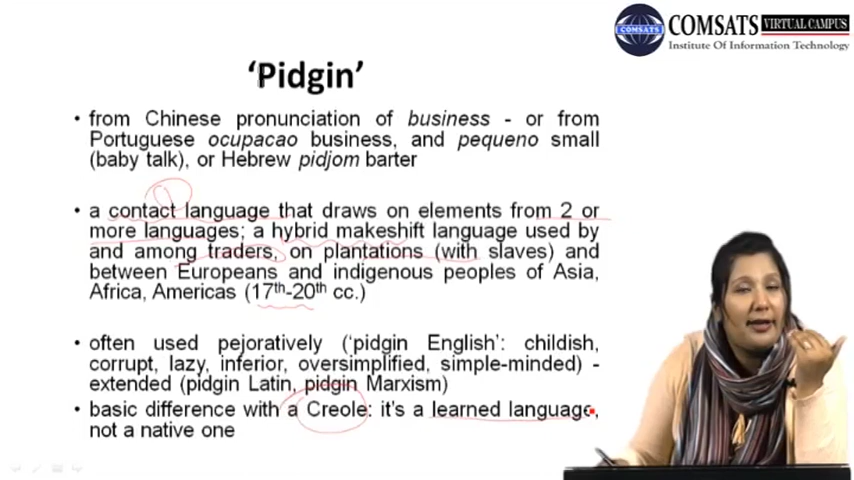 COMSATS VIRTUAL CAMPUS
COMSATS
Institute Of Information Technology
‘Pidgin’
• from Chinese pronunciation of business - or from
Portuguese ocupacao business, and pequeno small
(baby talk), or Hebrew pidjom barter
• a contact language that draws on elements from 2 or
more languages; a hybrid makeshift language used by
and among traders, on plantations (with slaves) and
between Europeans and indigenous peoples of Asia,
Africa, Americas (17th-20th cc.)
• often used pejoratively (‘pidgin English’: childish,
corrupt, lazy, inferior, oversimplified, simple-minded) -
extended (pidgin Latin, pidgin Marxism)
• basic difference with a Creole: it’s a learned language,
not a native one